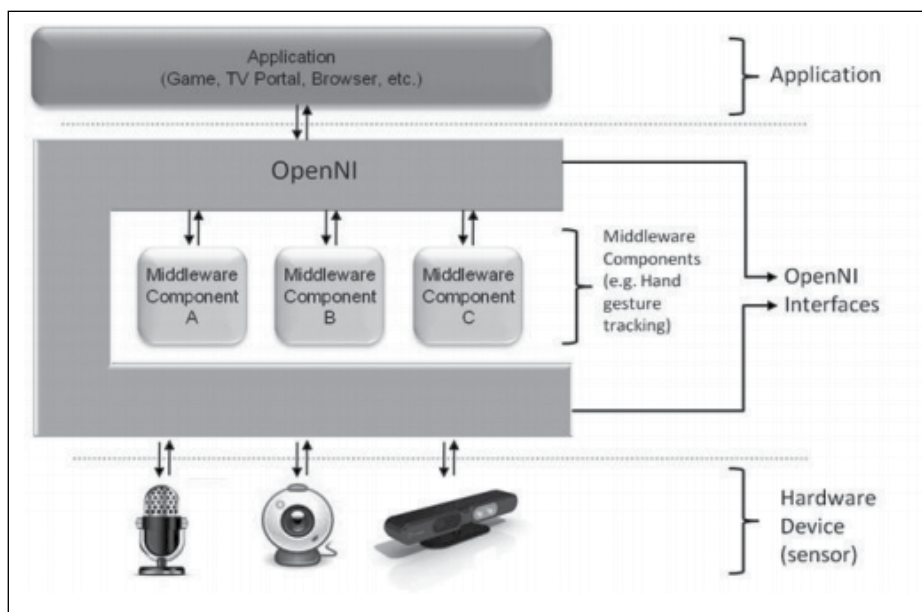 Application
(Game, TV Portal, Browser, etc.)
Application
OpenNI
Middleware
Component
A
Middleware
Component
B
Middleware
Component
C
Middleware
Components
(e.g. Hand
gesture
tracking)
OpenNI
Interfaces
Hardware
Device
(sensor)